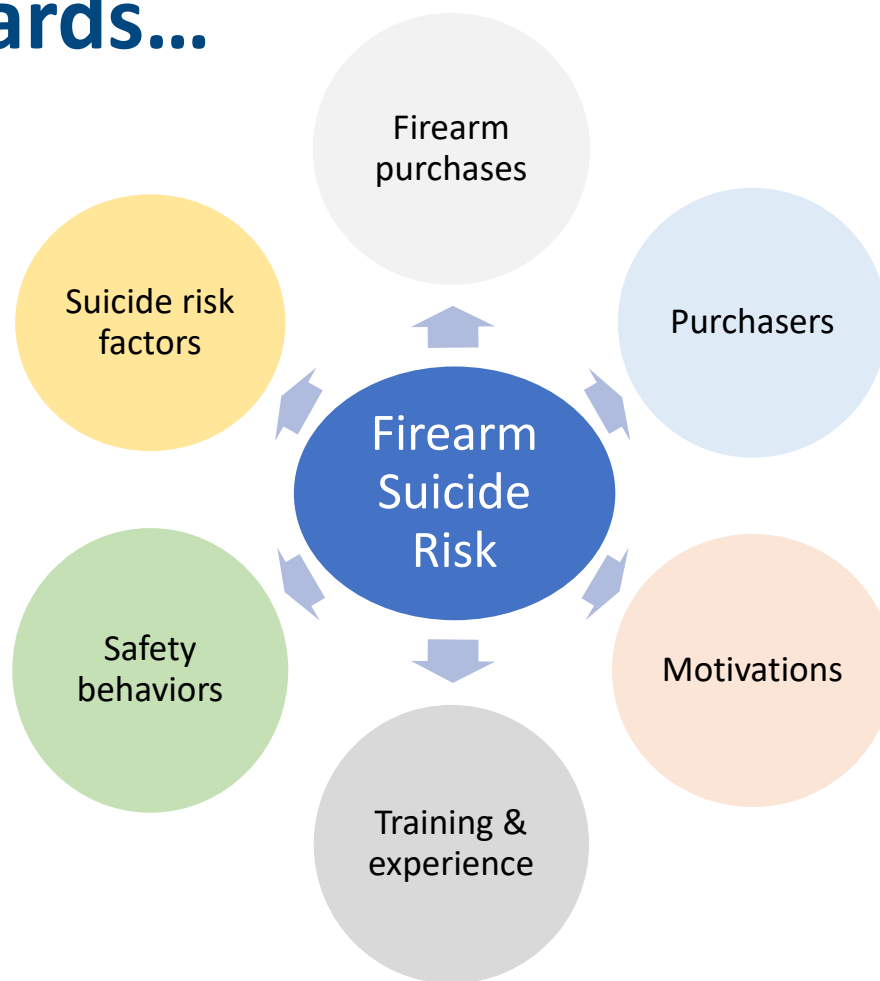 ards…
Firearm
purchases
Suicide risk
factors
Purchasers
Firearm
Suicide
Risk
Safety
behaviors
Motivations
Training &
experience